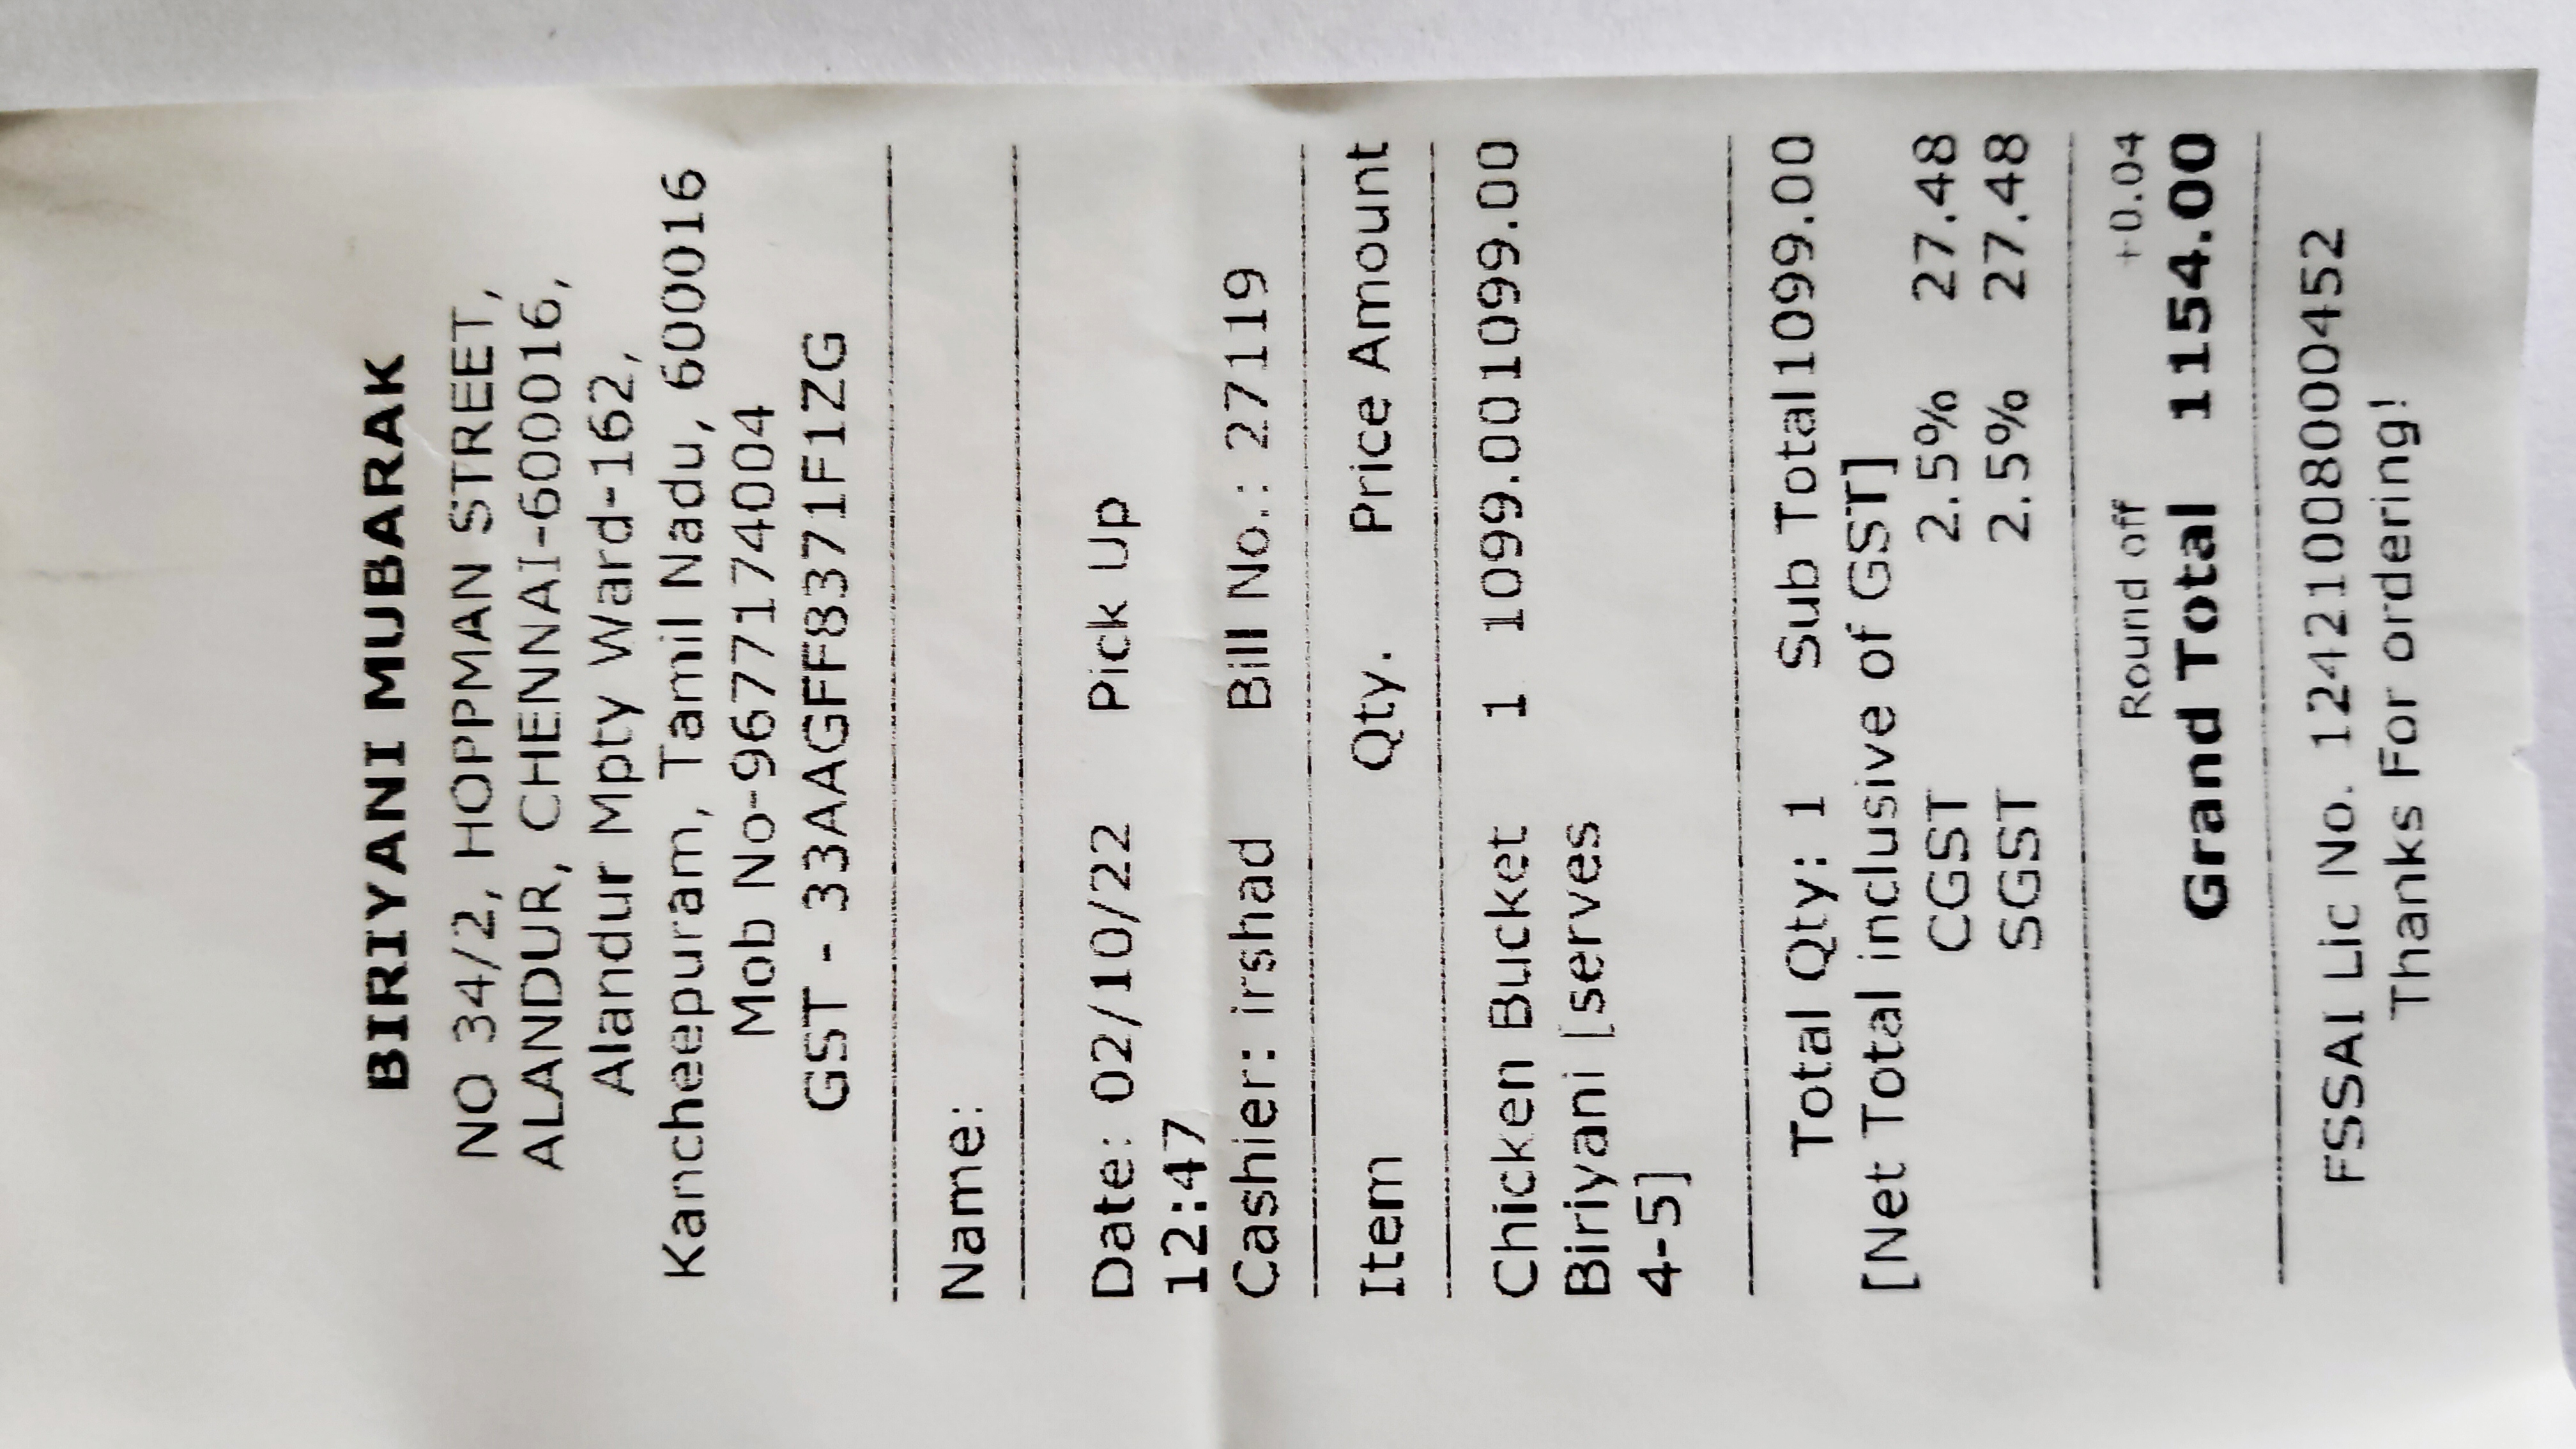 BIRIYANI MUBARAK
NO 34/2, HOPPMAN STREET,
ALANDUR, CHENNAI-600016,
Alandur Mpty Ward-162,
Kancheepuram, Tamil Nadu, 600016
Mob No-9677174004
GST - 33AAGFF8371F1ZG
Name:
Date: 02/10/22 Pick Up
12:47
Cashier: irshad Bill No.: 27119
Item Qty. Price Amount
Chicken Bucket 1 1099.001099.00
Biriyani [serves
4-5]
Total Qty: 1 Sub Total 1099.00
[Net Total inclusive of GST]
CGST 2.5% 27.48
SGST 2.5% 27.48
Round off +0.04
Grand Total 1154.00
FSSAI Lic No. 12421008000452
Thanks For ordering!